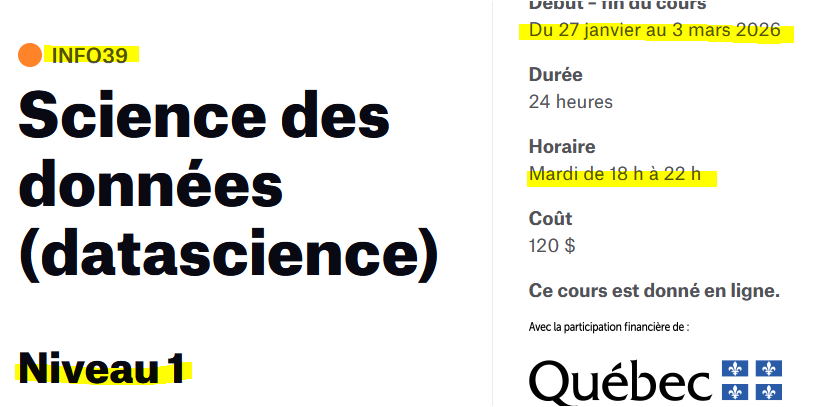 INFO39
Science des
données
(datascience)
Niveau 1
Début - fin du cours
Du 27 janvier au 3 mars 2026
Durée
24 heures
Horaire
Mardi de 18 h à 22 h
Coût
120 $
Ce cours est donné en ligne.
Avec la participation financière de :
Québec